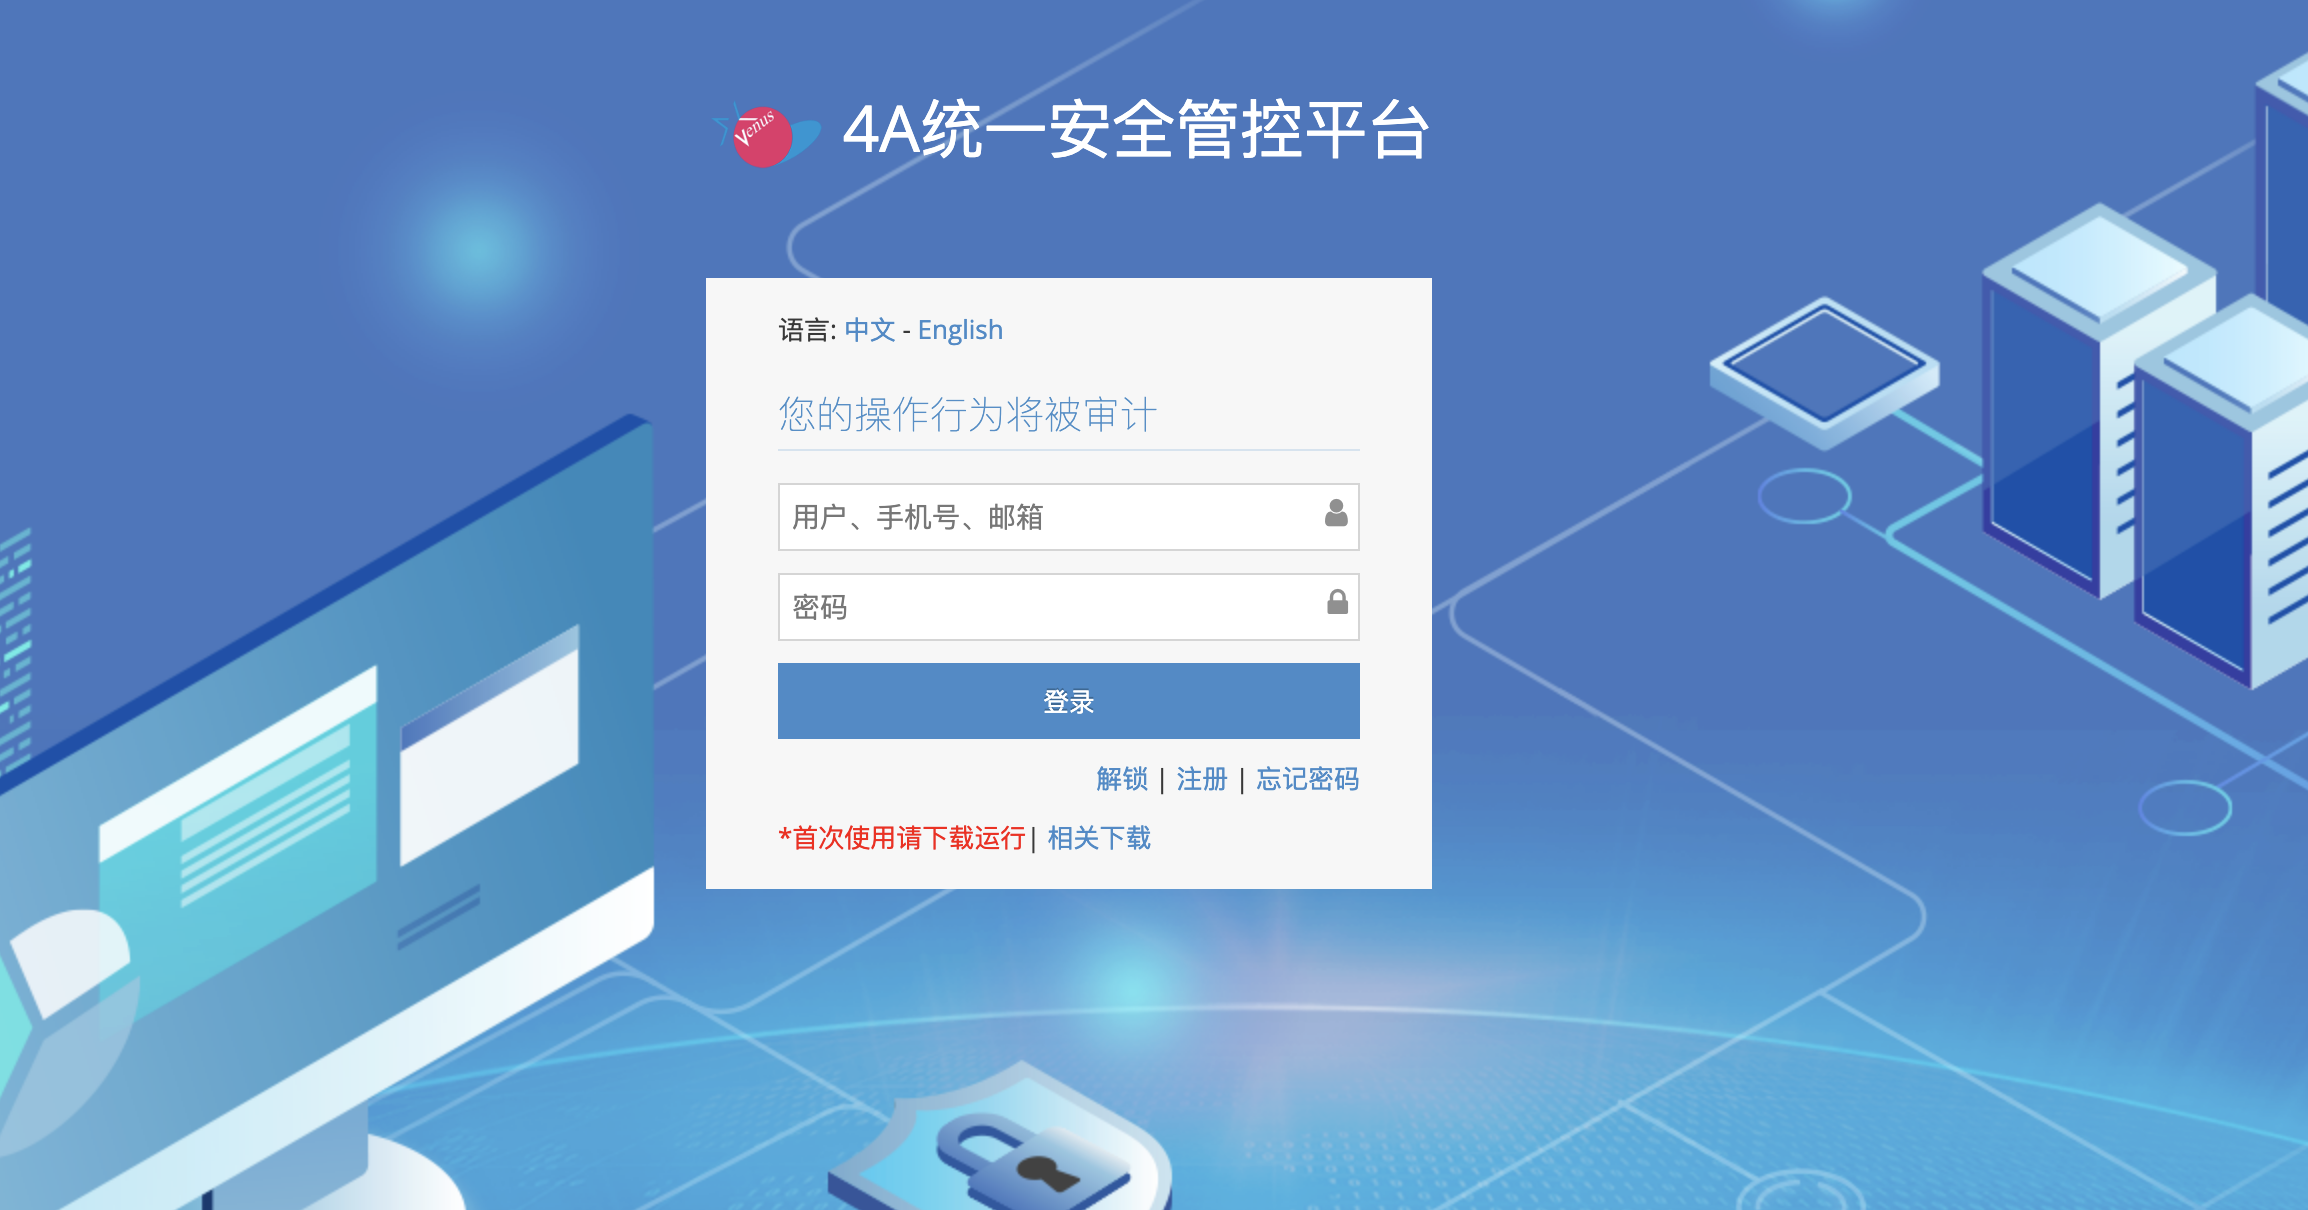 Venus
4A统一安全管控平台
语言: 中文 - English
您的操作行为将被审计
用户、手机号、邮箱
密码
登录
解锁 | 注册 | 忘记密码
*首次使用请下载运行| 相关下载